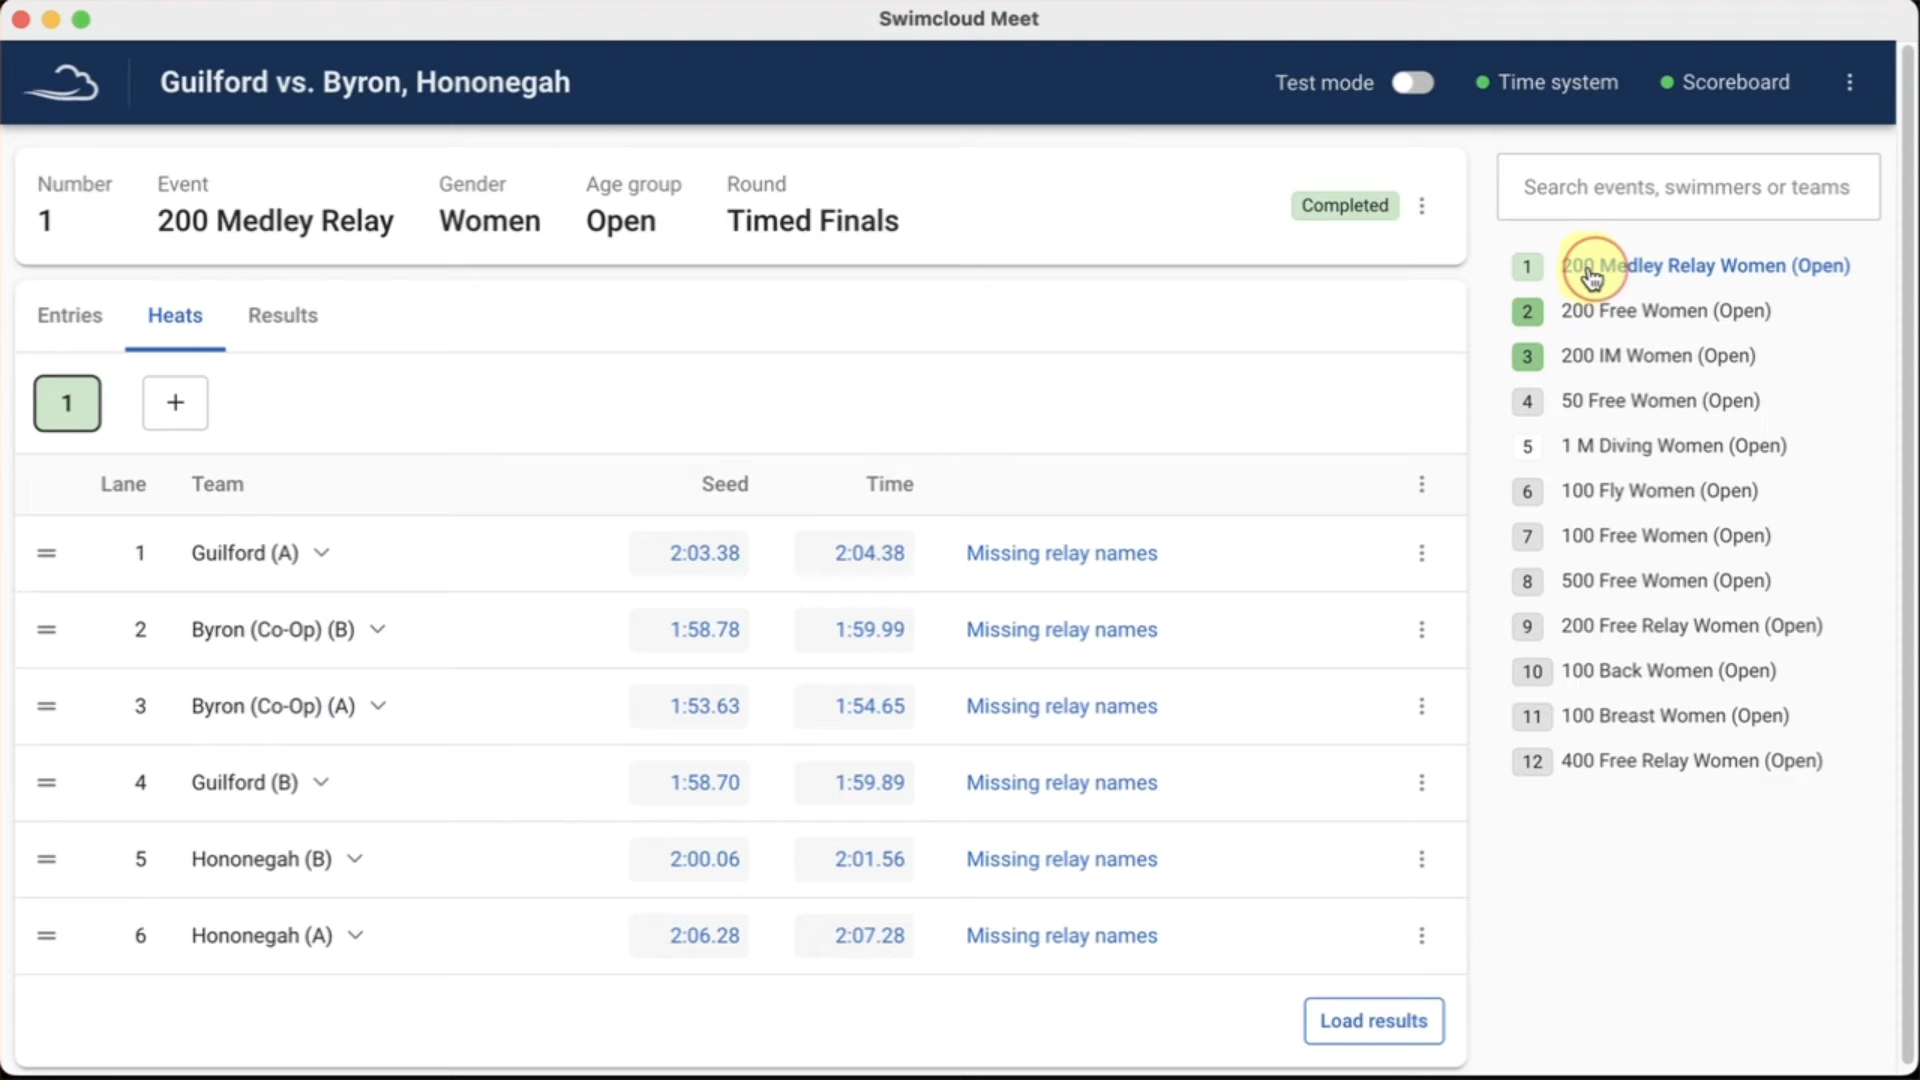 Swimcloud Meet
Guilford vs. Byron, Hononegah
Test mode
Time system
Scoreboard
Number Event Gender Age group Round
1 200 Medley Relay Women Open Timed Finals
Completed
Entries Heats Results
1 +
Lane Team Seed Time
1 Guilford (A) 2:03.38 2:04.38 Missing relay names
2 Byron (Co-Op) (B) 1:58.78 1:59.99 Missing relay names
3 Byron (Co-Op) (A) 1:53.63 1:54.65 Missing relay names
4 Guilford (B) 1:58.70 1:59.89 Missing relay names
5 Hononegah (B) 2:00.06 2:01.56 Missing relay names
6 Hononegah (A) 2:06.28 2:07.28 Missing relay names
Load results
Search events, swimmers or teams
1 200 Medley Relay Women (Open)
2 200 Free Women (Open)
3 200 IM Women (Open)
4 50 Free Women (Open)
5 1 M Diving Women (Open)
6 100 Fly Women (Open)
7 100 Free Women (Open)
8 500 Free Women (Open)
9 200 Free Relay Women (Open)
10 100 Back Women (Open)
11 100 Breast Women (Open)
12 400 Free Relay Women (Open)